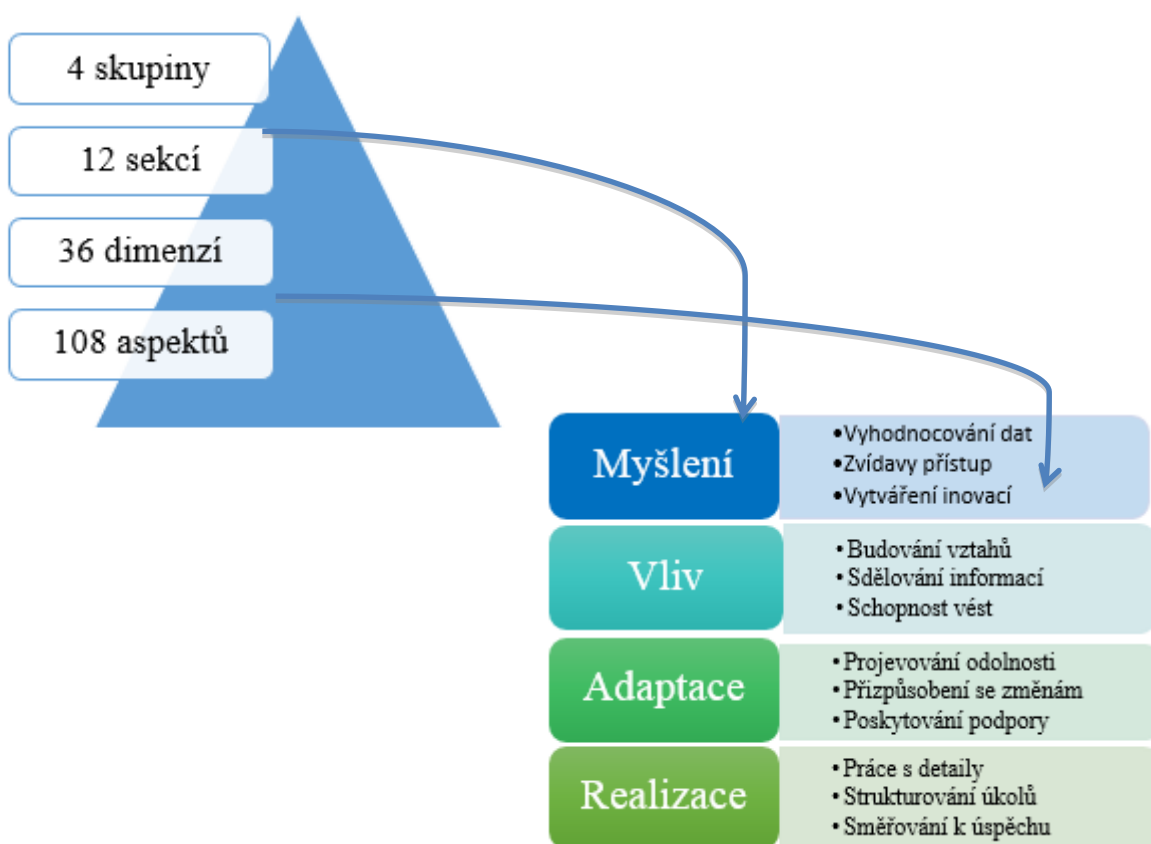 4 skupiny
12 sekcí
36 dimenzí
108 aspektů
Myšlení
•Vyhodnocování dat
•Zvídavy přístup
•Vytváření inovací
Vliv
•Budování vztahů
•Sdělování informací
•Schopnost vést
Adaptace
•Projevování odolnosti
•Přizpůsobení se změnám
•Poskytování podpory
Realizace
•Práce s detaily
•Strukturování úkolů
•Směřování k úspěchu